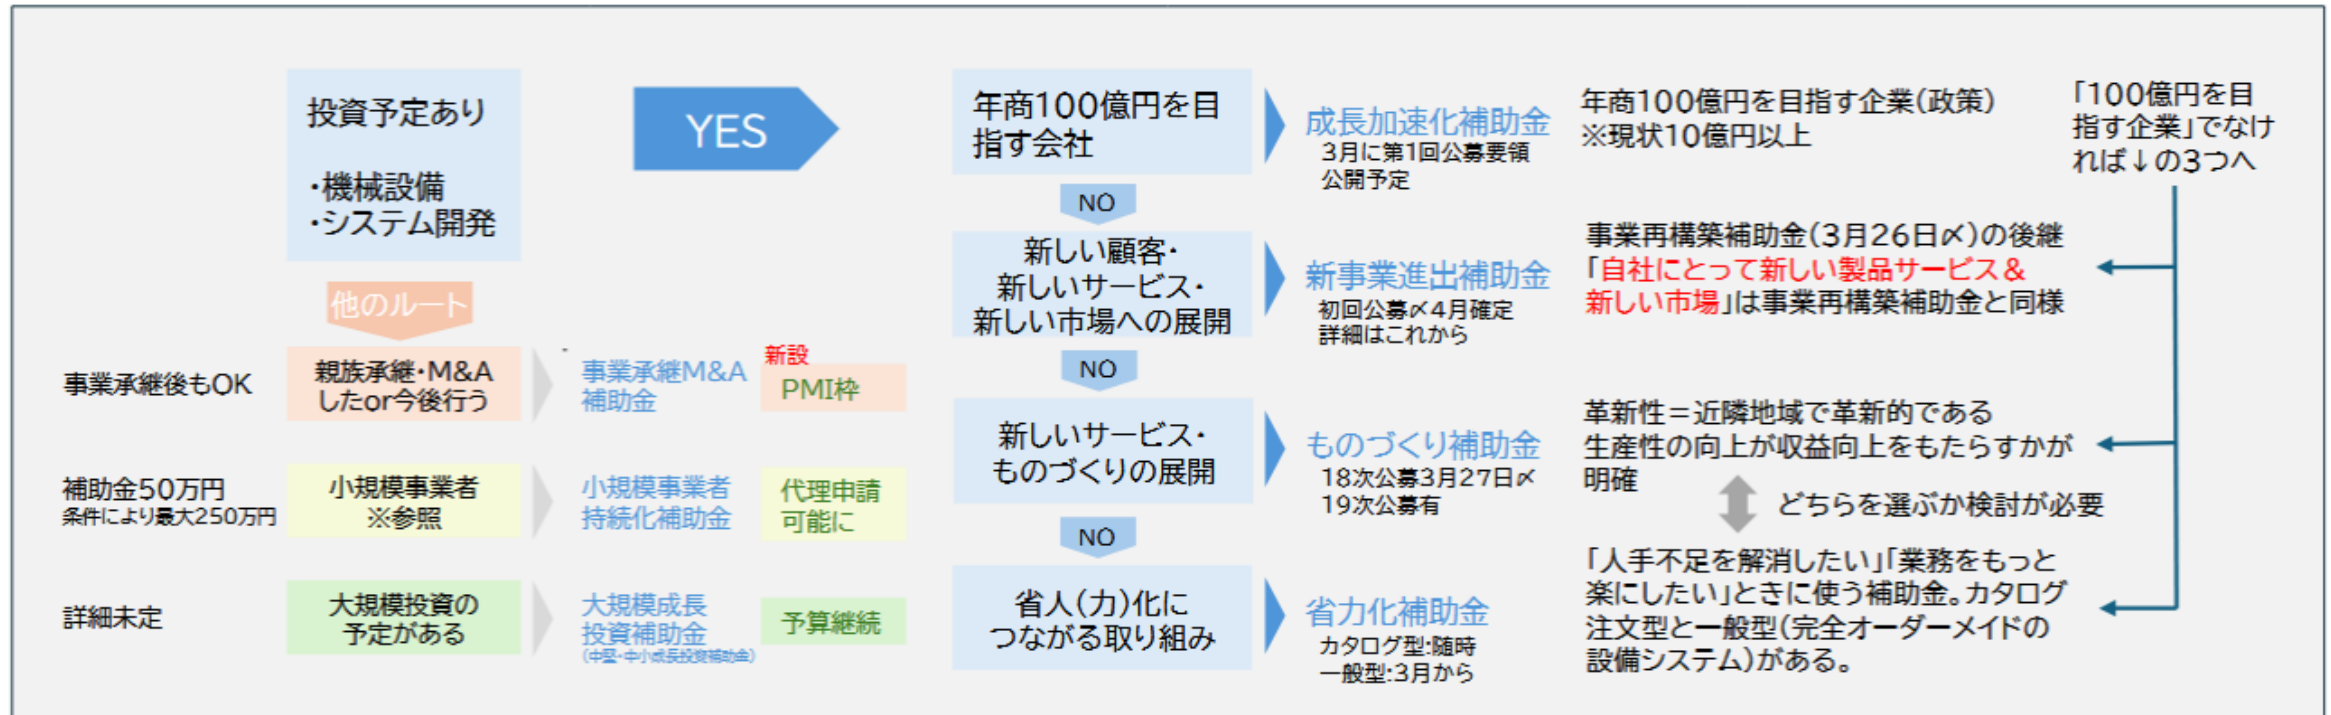 投資予定あり
・機械設備
・システム開発
YES
他のルート
事業承継後もOK
親族承継・M&A
したor今後行う
事業承継M&A
補助金
新設
PMI枠
補助金50万円
条件により最大250万円
小規模事業者
※参照
小規模事業者
持続化補助金
代理申請
可能に
詳細未定
大規模投資の
予定がある
大規模成長
投資補助金
(中堅・中小成長投資補助金)
予算継続
年商100億円を目
指す会社
成長加速化補助金
3月に第1回公募要領
公開予定
年商100億円を目指す企業(政策)
※現状10億円以上
「100億円を目
指す企業」でなけ
れば↓の3つへ
NO
新しい顧客・
新しいサービス・
新しい市場への展開
新事業進出補助金
初回公募〆4月確定
詳細はこれから
事業再構築補助金(3月26日〆)の後継
「自社にとって新しい製品サービス&
新しい市場」は事業再構築補助金と同様
NO
新しいサービス・
ものづくりの展開
ものづくり補助金
18次公募3月27日〆
19次公募有
革新性=近隣地域で革新的である
生産性の向上が収益向上をもたらすかが
明確
どちらを選ぶか検討が必要
NO
省人(力)化に
つながる取り組み
省力化補助金
カタログ型:随時
一般型:3月から
「人手不足を解消したい」「業務をもっと
楽にしたい」ときに使う補助金。カタログ
注文型と一般型(完全オーダーメイドの
設備システム)がある。